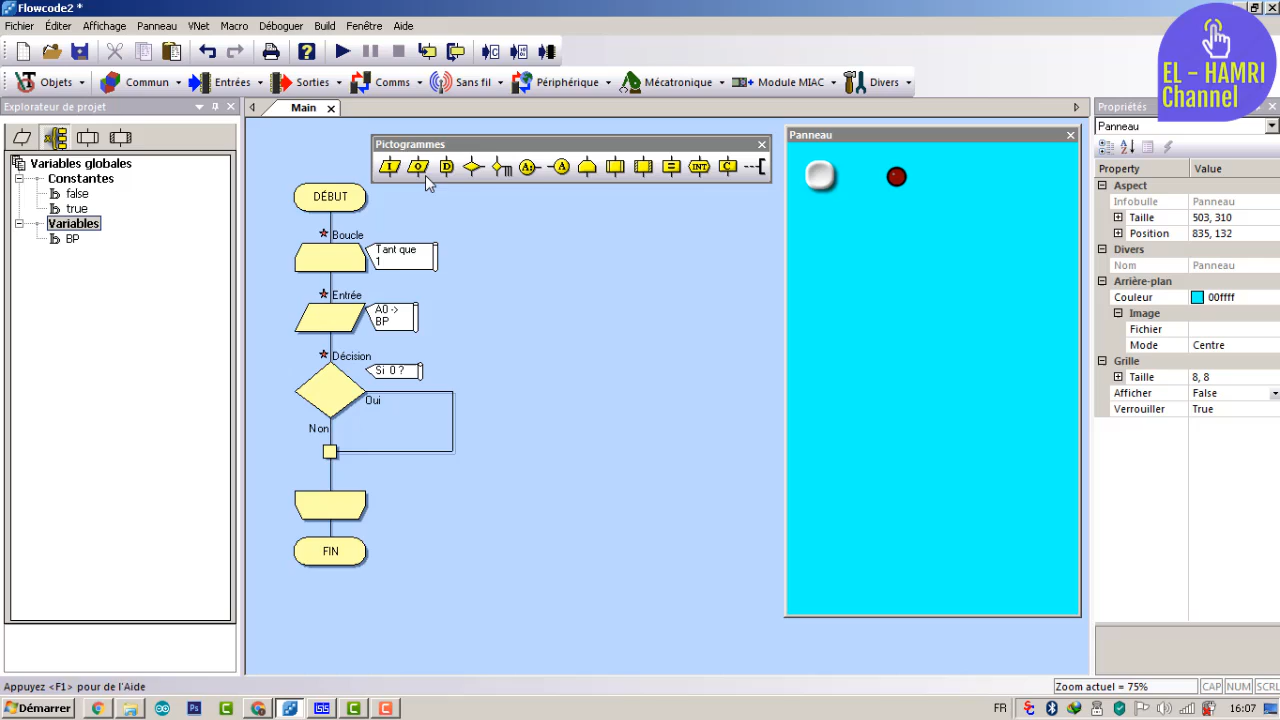 Flowcode2 *
Fichier Éditer Affichage Panneau VNet Macro Déboguer Build Fenêtre Aide
Objets Commun Entrées Sorties Comms Sans fil Périphérique Mécatronique Module MIAC Divers
EL - HAMRI
Channel
Explorateur de projet
Main
Propriétés
Variables globales
Constantes
false
true
Variables
BP
Pictogrammes
DÉBUT
Boucle
Tant que
1
Entrée
A0 ->
BP
Décision
Si 0 ?
Oui
Non
FIN
Panneau
Panneau
Property Value
Aspect
Infobulle Panneau
Taille 503, 310
Position 835, 132
Divers
Nom Panneau
Arrière-plan
Couleur 00ffff
Image
Fichier
Mode Centre
Grille
Taille 8, 8
Afficher False
Verrouiller True
Appuyez <F1> pour de l'Aide
Zoom actuel = 75%
CAP NUM SCRL
Démarrer
FR
16:07